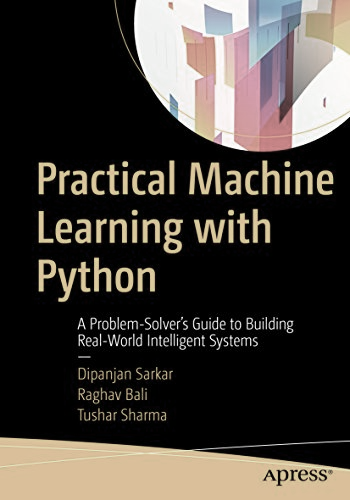 Practical Machine
Learning with
Python
A Problem-Solver's Guide to Building
Real-World Intelligent Systems
—
Dipanjan Sarkar
Raghav Bali
Tushar Sharma
Apress®